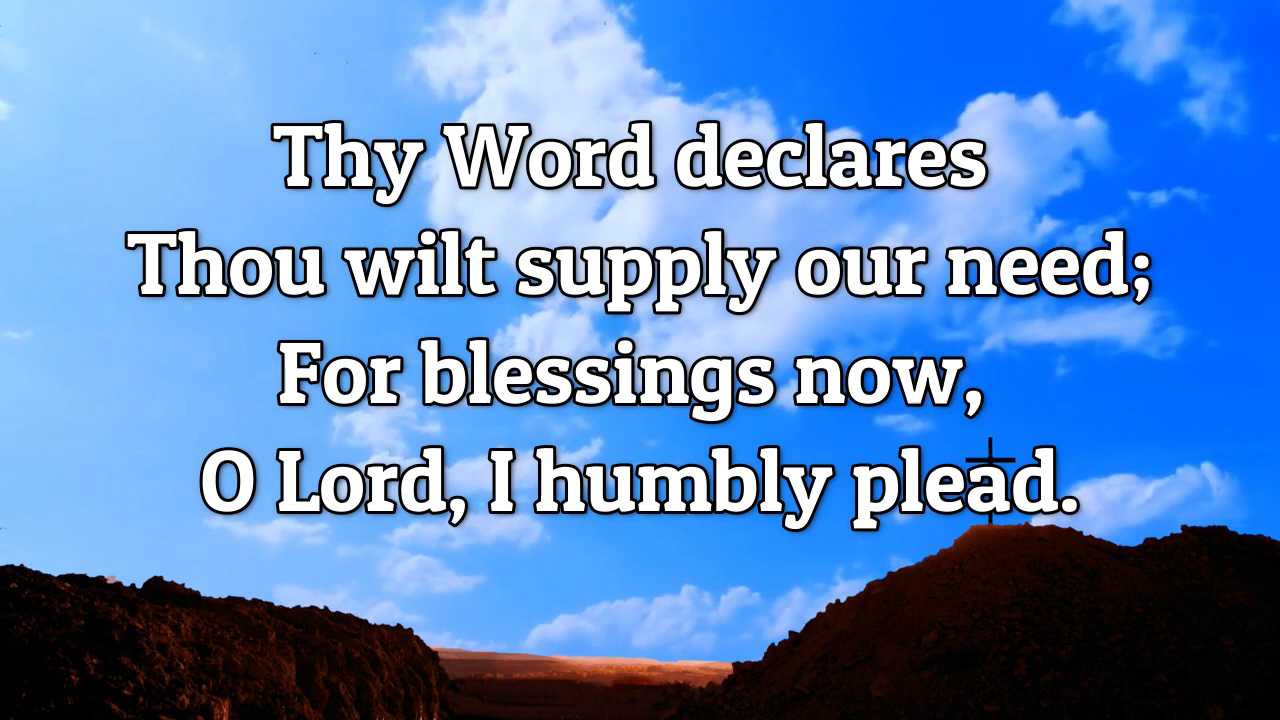 Thy Word declares
Thou wilt supply our need;
For blessings now,
O Lord, I humbly plead.